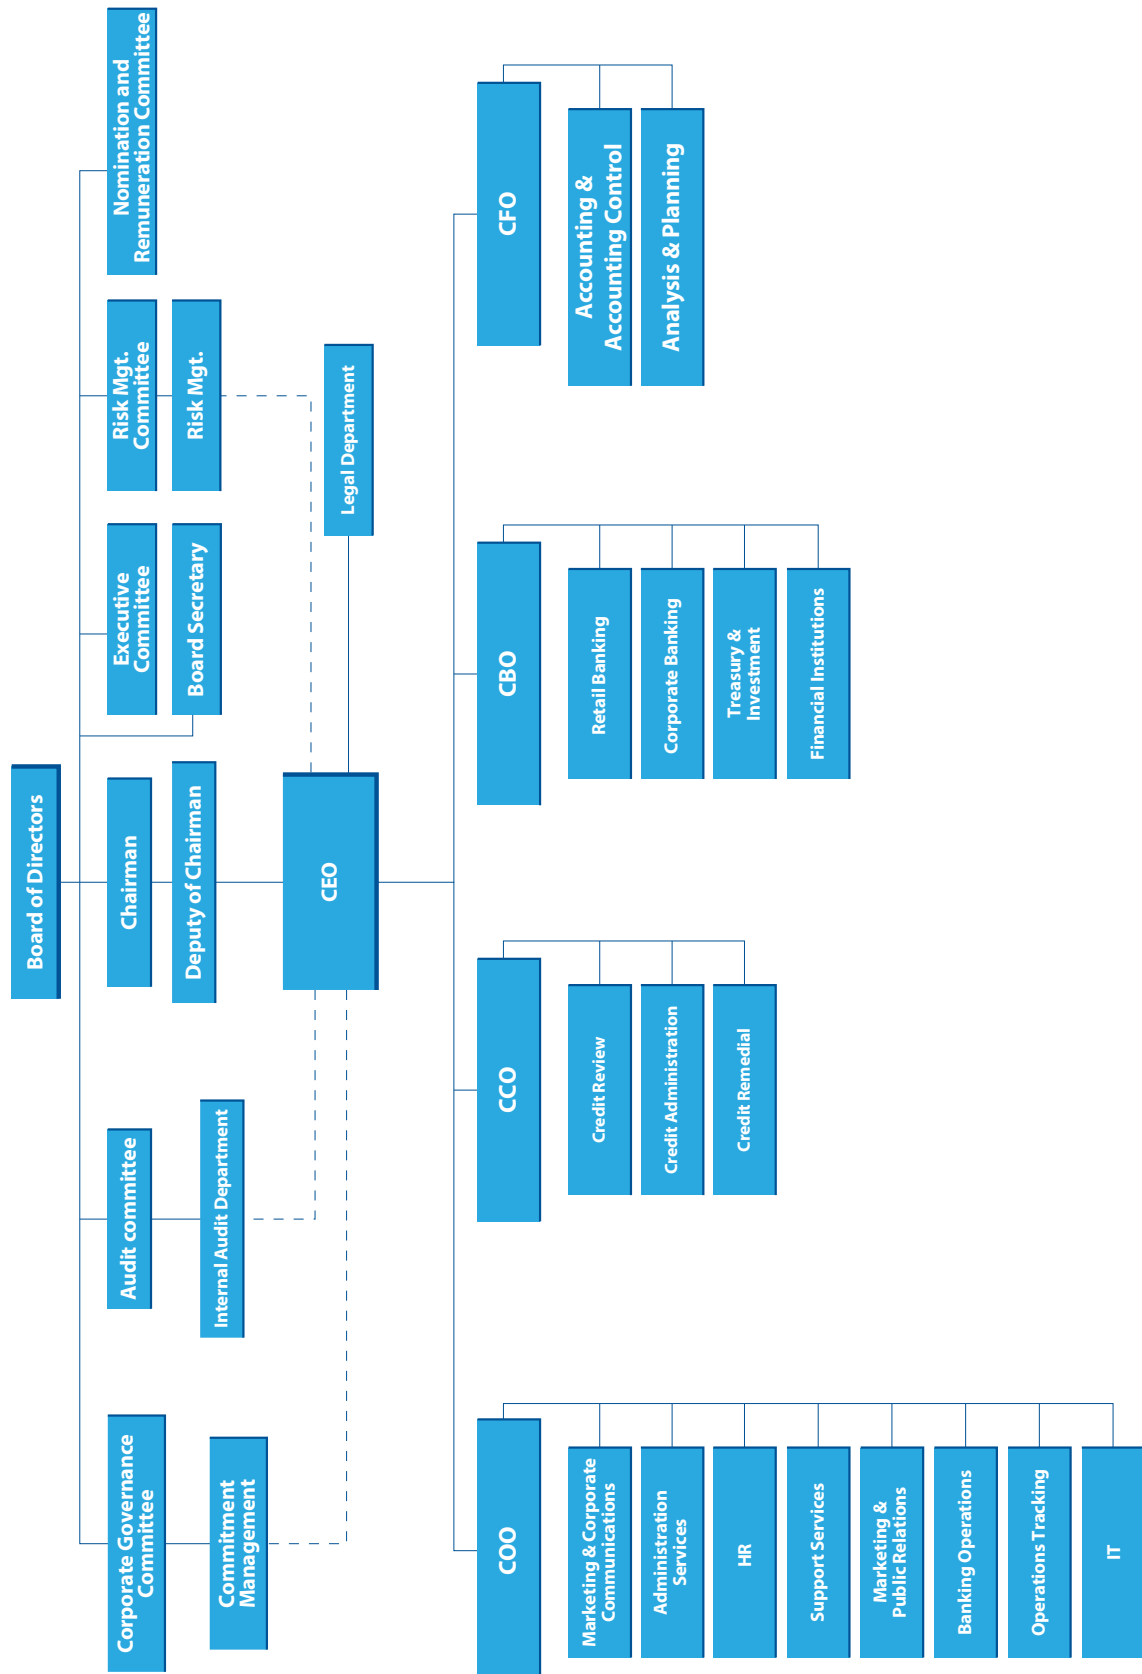 Board of Directors
Corporate Governance
Committee
Audit committee
Chairman
Executive
Committee
Risk Mgt.
Committee
Nomination and
Remuneration Committee
Commitment
Management
Internal Audit Department
Deputy of Chairman
Board Secretary
Risk Mgt.
CEO
Legal Department
COO
CCO
CBO
CFO
Marketing & Corporate
Communications
Administration
Services
HR
Support Services
Marketing &
Public Relations
Banking Operations
Operations Tracking
IT
Credit Review
Credit Administration
Credit Remedial
Retail Banking
Corporate Banking
Treasury &
Investment
Financial Institutions
Accounting &
Accounting Control
Analysis & Planning